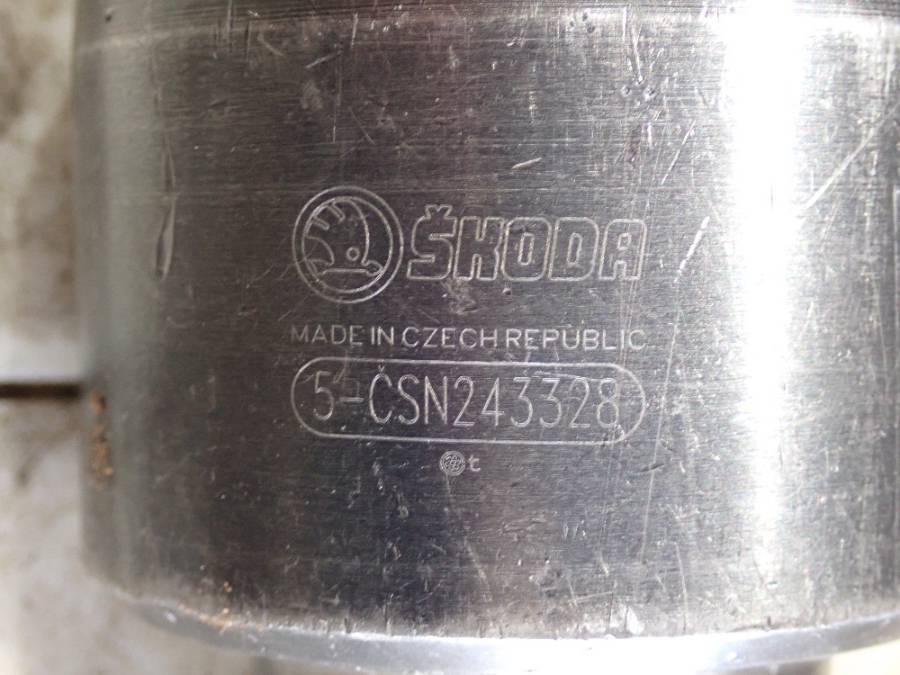 ŠKODA
MADE IN CZECH REPUBLIC
5-ČSN243328
t